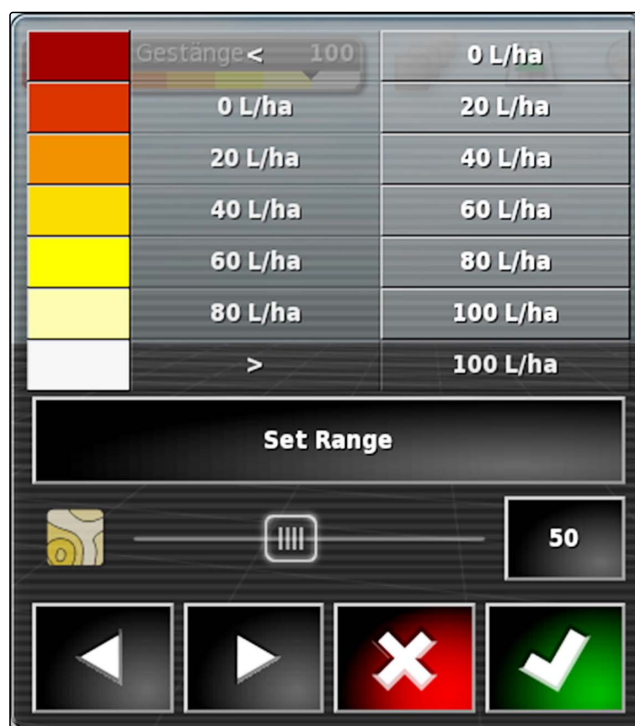 Gestänge < 100 0 L/ha
0 L/ha 20 L/ha
20 L/ha 40 L/ha
40 L/ha 60 L/ha
60 L/ha 80 L/ha
80 L/ha 100 L/ha
> 100 L/ha
Set Range
50